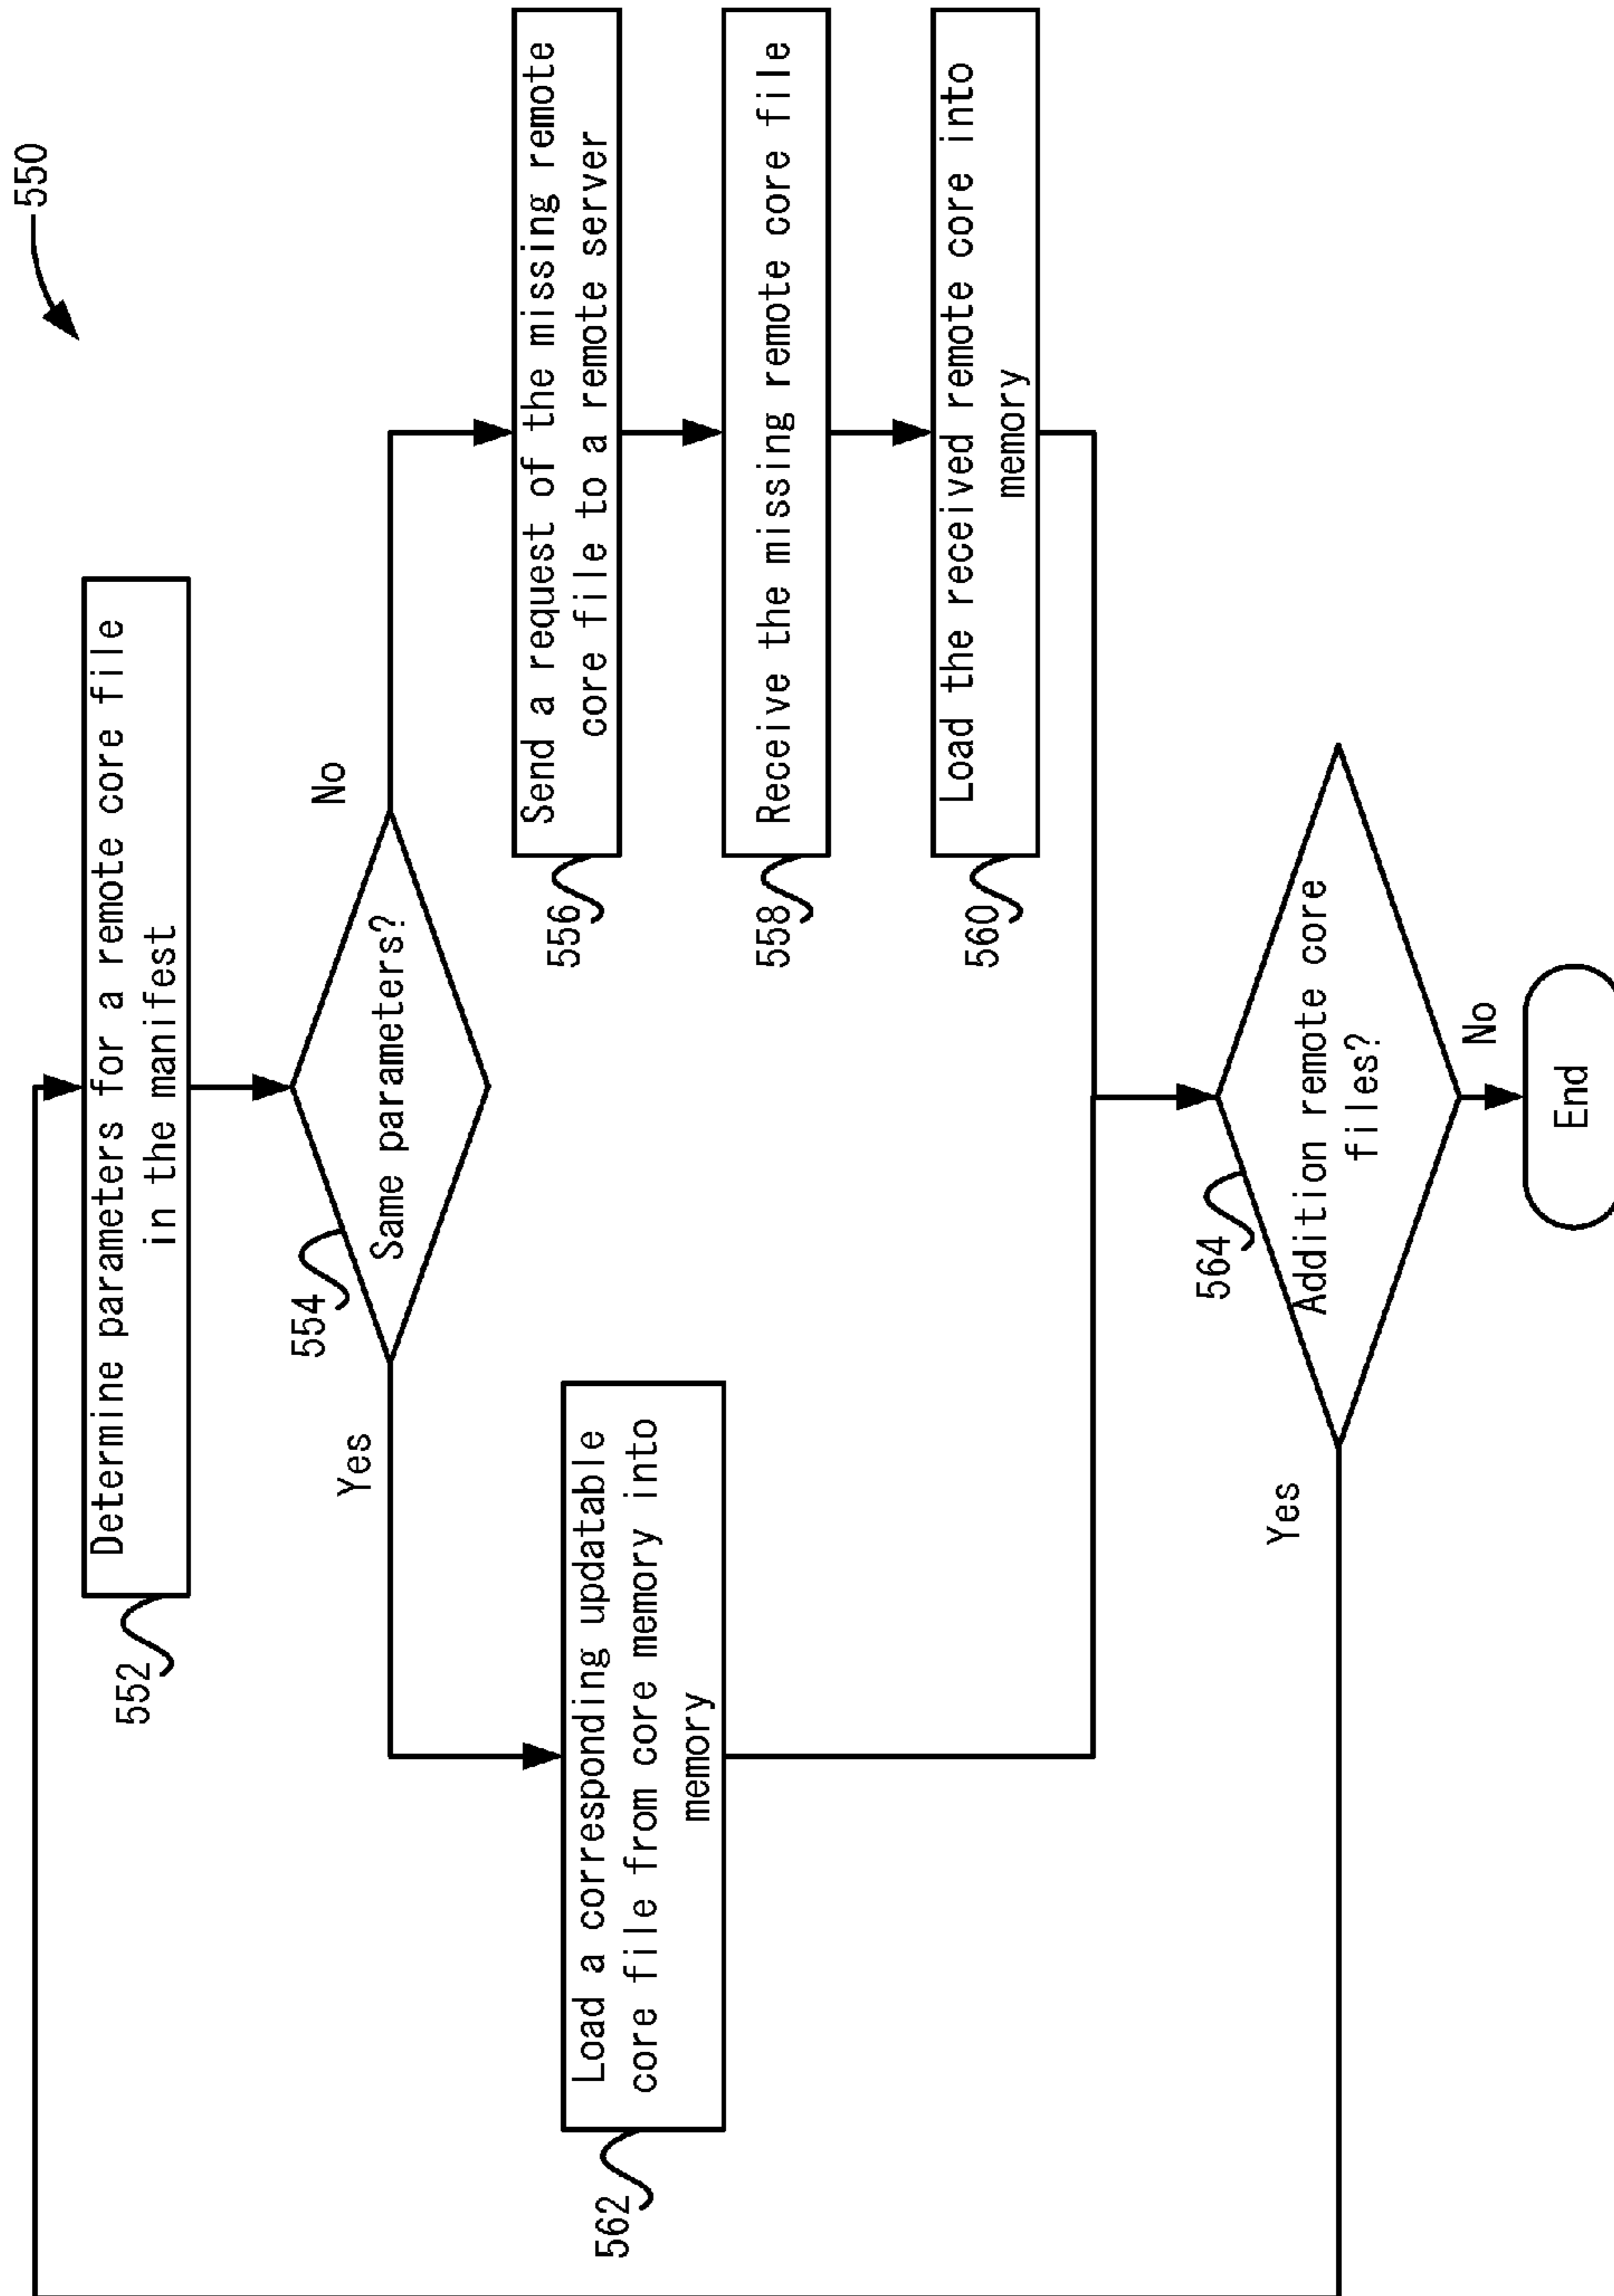 550
Determine parameters for a remote core file
in the manifest
552
554
Same parameters?
Yes
No
Load a corresponding updatable
core file from core memory into
memory
562
Send a request of the missing remote
core file to a remote server
556
Receive the missing remote core file
558
Load the received remote core into
memory
560
564
Addition remote core
files?
Yes
No
End